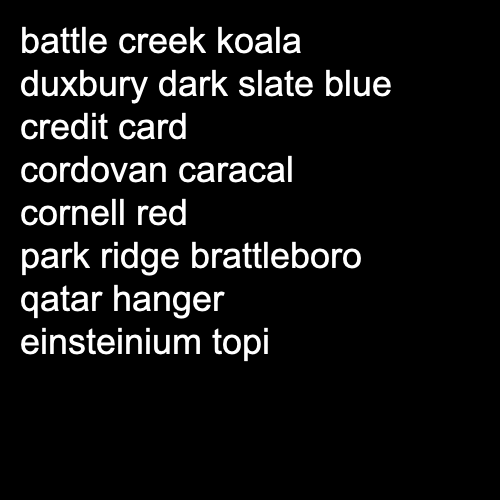 battle creek koala
duxbury dark slate blue
credit card
cordovan caracal
cornell red
park ridge brattleboro
qatar hanger
einsteinium topi